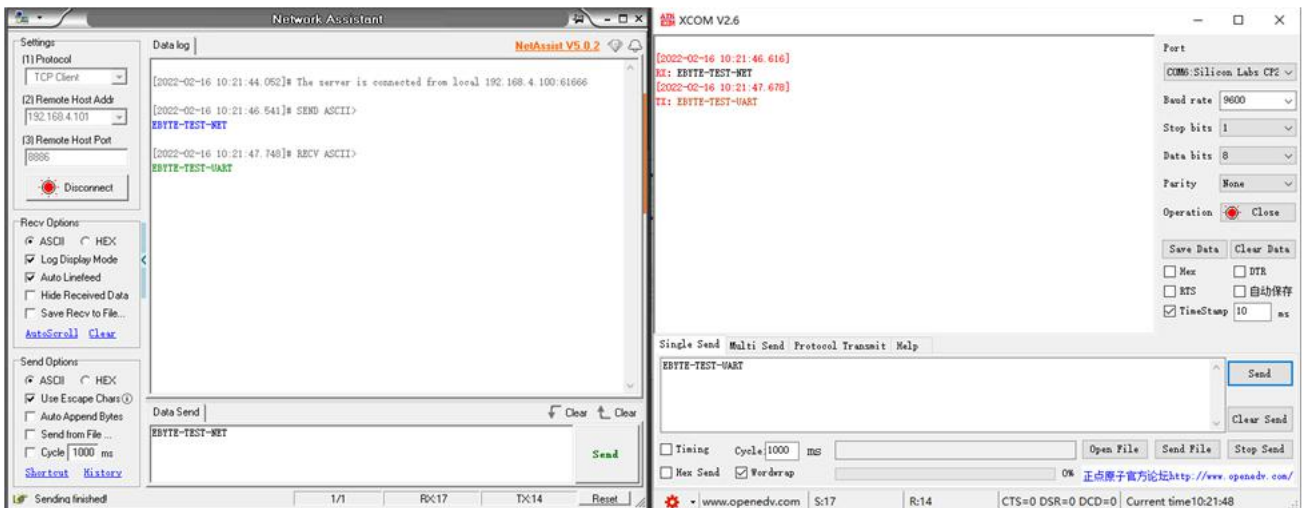 Network Assistant
Settings
(1) Protocol
TCP Client
(2) Remote Host Addr
192.168.4.101
(3) Remote Host Port
8886
Disconnect
Recv Options
ASCII HEX
Log Display Mode
Auto Linefeed
Hide Received Data
Save Recv to File...
AutoScroll Clear
Send Options
ASCII HEX
Use Escape Chars
Auto Append Bytes
Send from File ...
Cycle 1000 ms
Shortcut History
Data log
NetAssist V5.0.2
[2022-02-16 10:21:44.052]# The server is connected from local 192.168.4.100:61666
[2022-02-16 10:21:46.541]# SEND ASCII>
EBYTE-TEST-NET
[2022-02-16 10:21:47.748]# RECV ASCII>
EBYTE-TEST-UART
Data Send
Clear Clear
EBYTE-TEST-NET
Send
Sending finished!
1/1
RX:17
TX:14
Reset
XCOM V2.6
[2022-02-16 10:21:46.616]
RX: EBYTE-TEST-NET
[2022-02-16 10:21:47.678]
TX: EBYTE-TEST-UART
Port
COM6:Silicon Labs CP2
Baud rate 9600
Stop bits 1
Data bits 8
Parity None
Operation Close
Save Data Clear Data
Hex DTR
RTS 自动保存
TimeStamp 10 ms
Single Send Multi Send Protocol Transmit Help
EBYTE-TEST-UART
Send
Clear Send
Timing Cycle: 1000 ms
Open File Send File Stop Send
Hex Send Wordwrap
0% 正点原子官方论坛http://www.openedv.com/
www.openedv.com S:17 R:14 CTS=0 DSR=0 DCD=0 Current time10:21:48